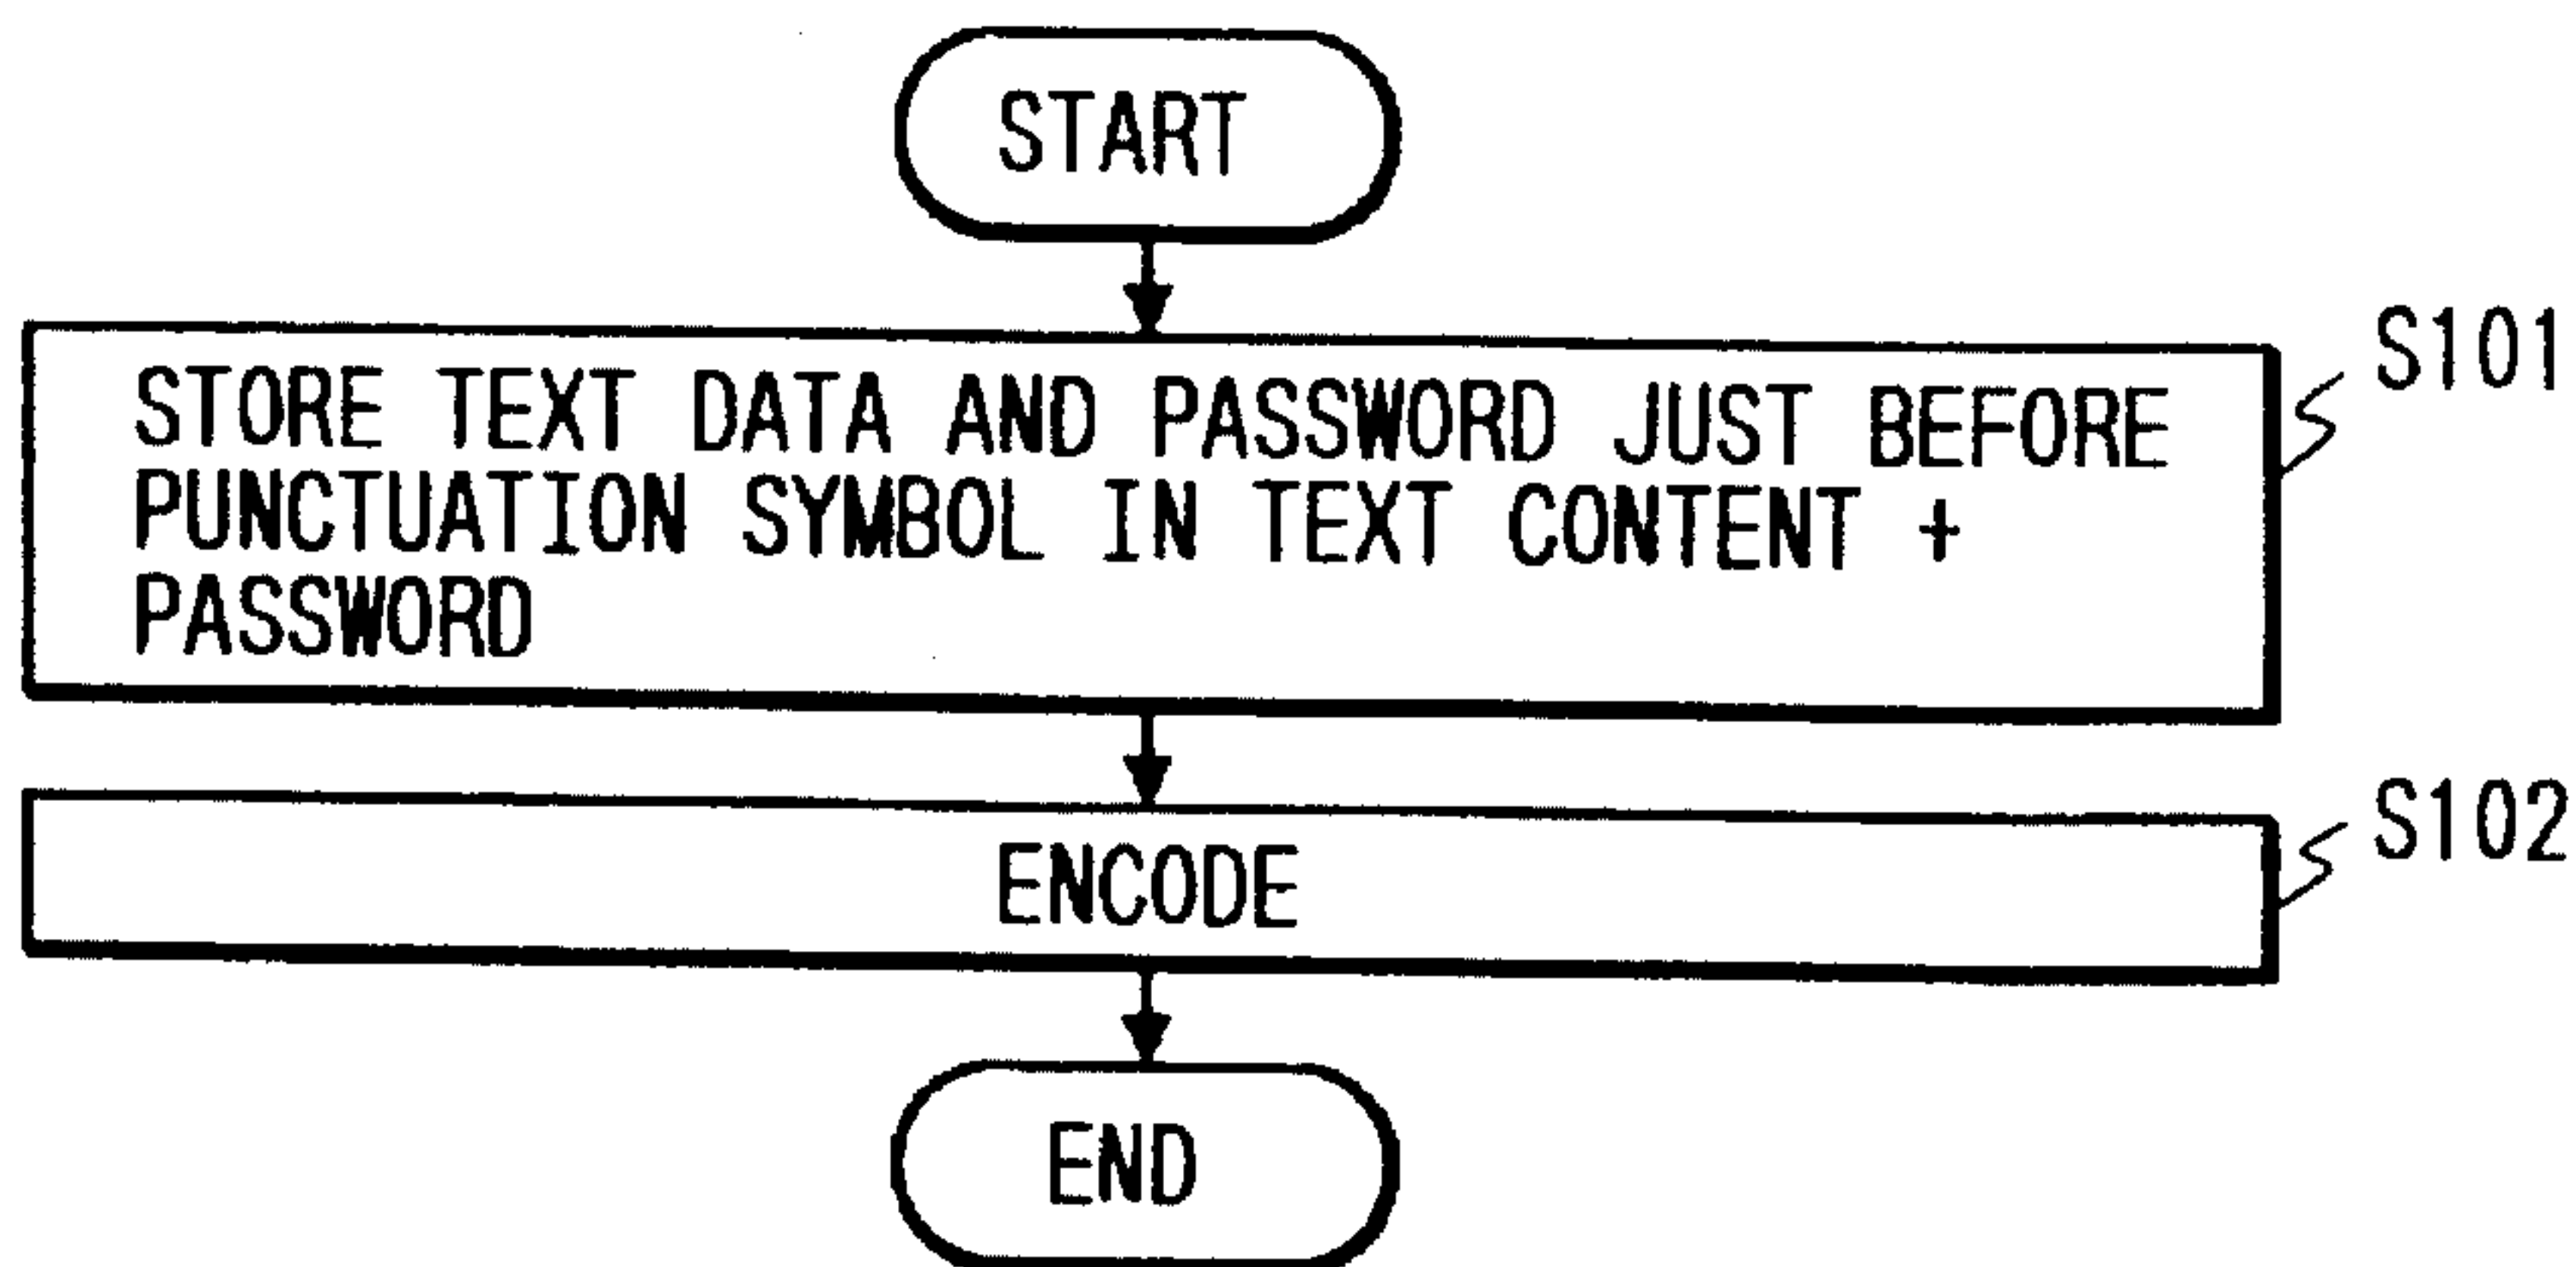 START
S101
STORE TEXT DATA AND PASSWORD JUST BEFORE
PUNCTUATION SYMBOL IN TEXT CONTENT +
PASSWORD
S102
ENCODE
END